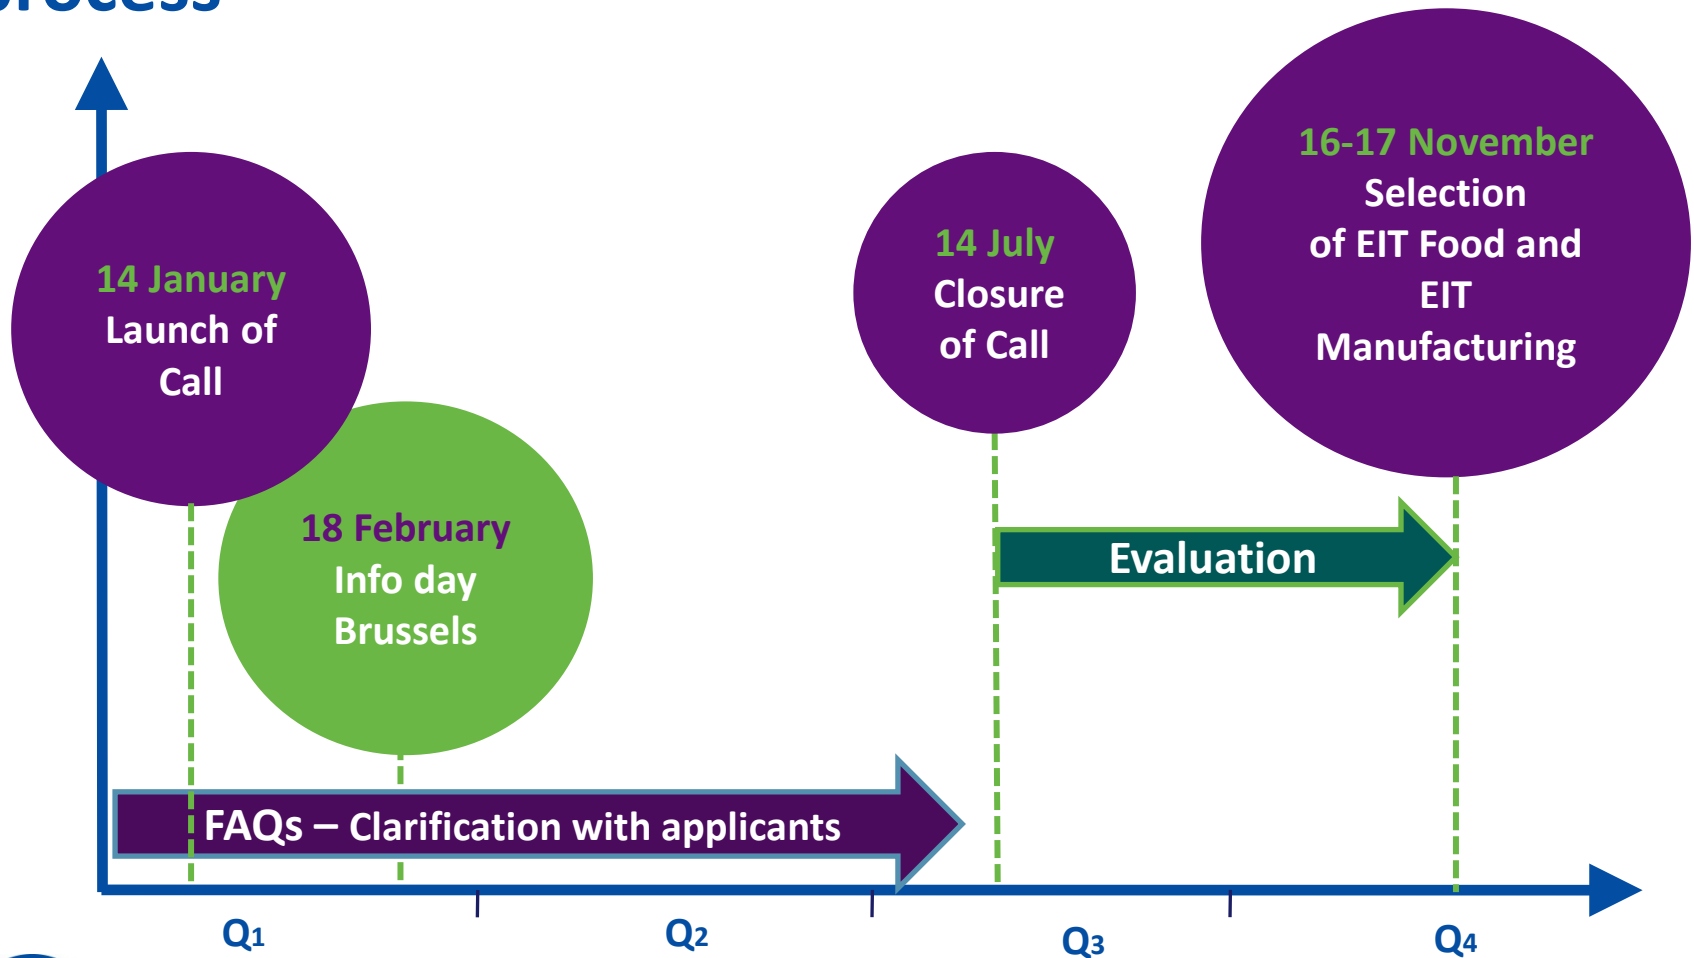 process
14 January
Launch of
Call
18 February
Info day
Brussels
14 July
Closure
of Call
16-17 November
Selection
of EIT Food and
EIT
Manufacturing
Evaluation
FAQs – Clarification with applicants
Q1
Q2
Q3
Q4